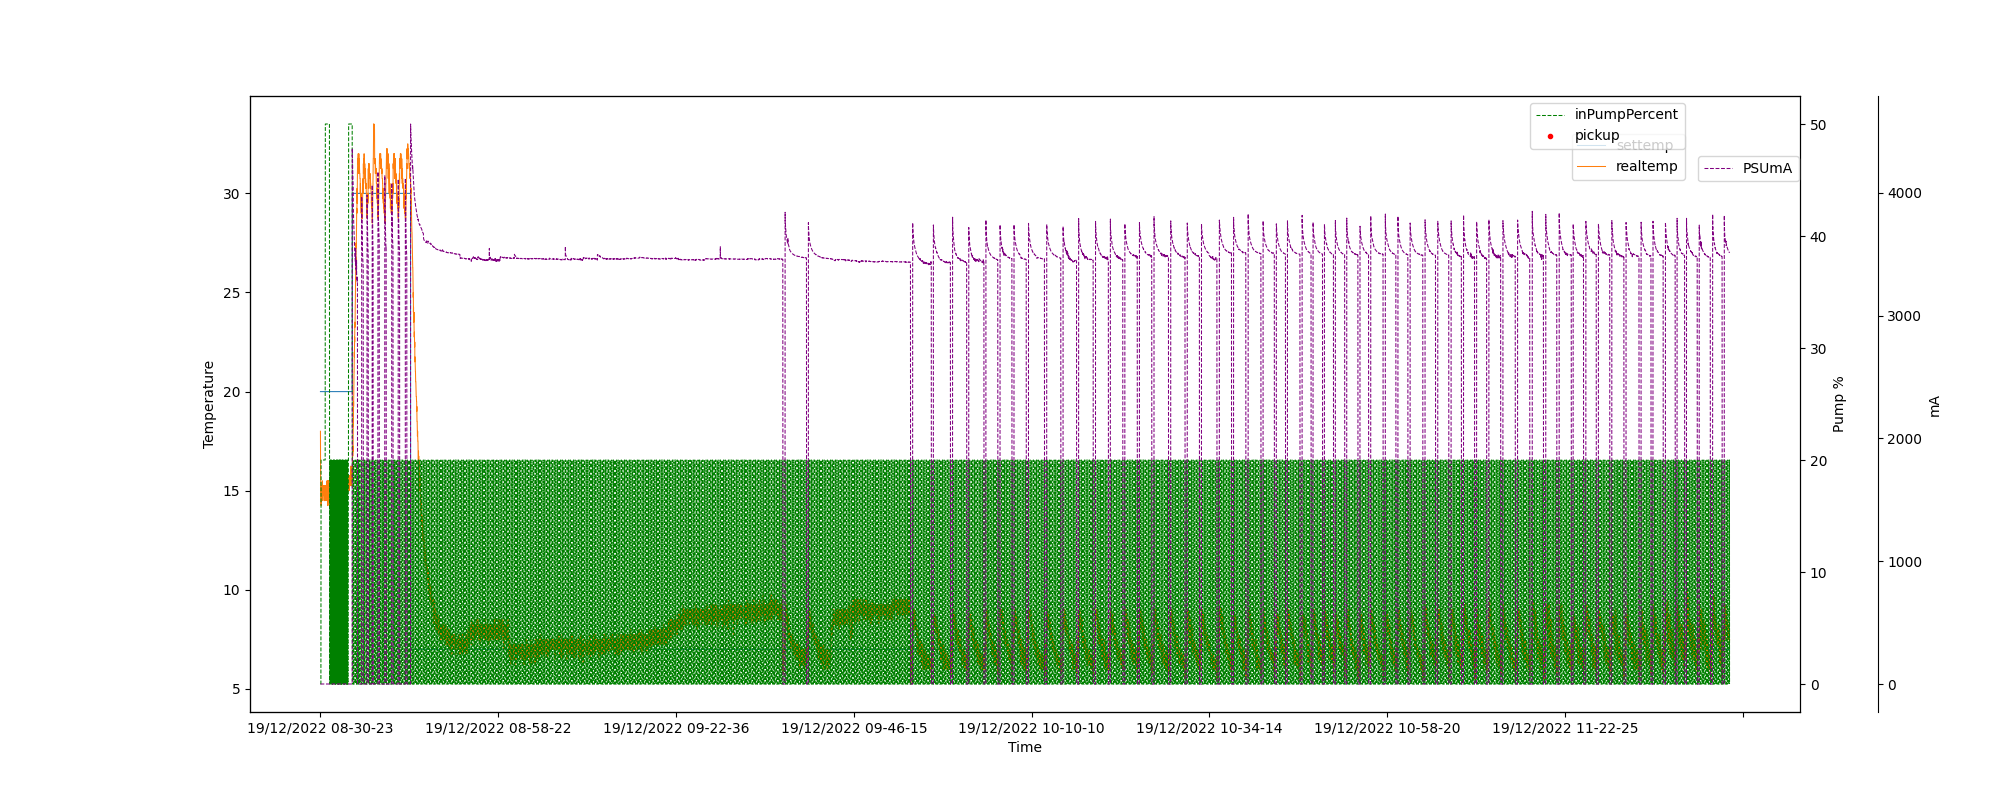 inPumpPercent
pickup
settemp
realtemp
PSUmA
30
25
20
15
10
5
Temperature
50
40
30
20
10
0
Pump %
4000
3000
2000
1000
0
mA
19/12/2022 08-30-23
19/12/2022 08-58-22
19/12/2022 09-22-36
19/12/2022 09-46-15
19/12/2022 10-10-10
19/12/2022 10-34-14
19/12/2022 10-58-20
19/12/2022 11-22-25
Time